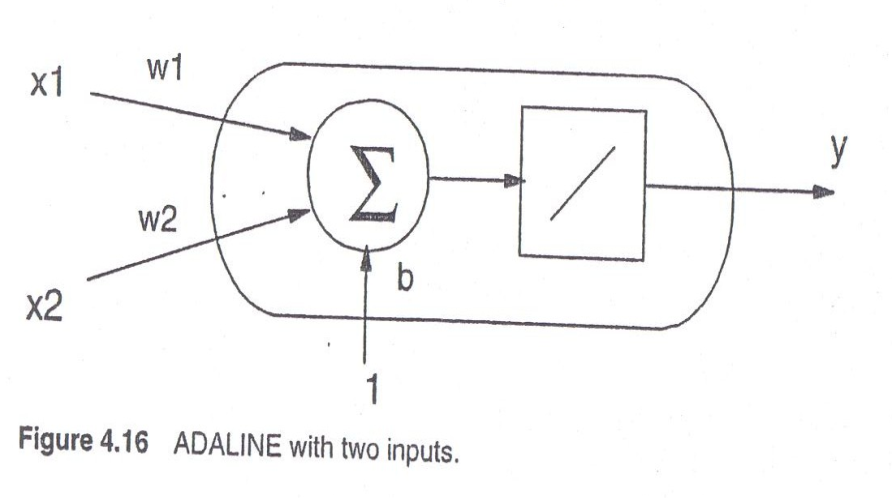 x1
w1
Σ
y
w2
x2
b
1
Figure 4.16 ADALINE with two inputs.